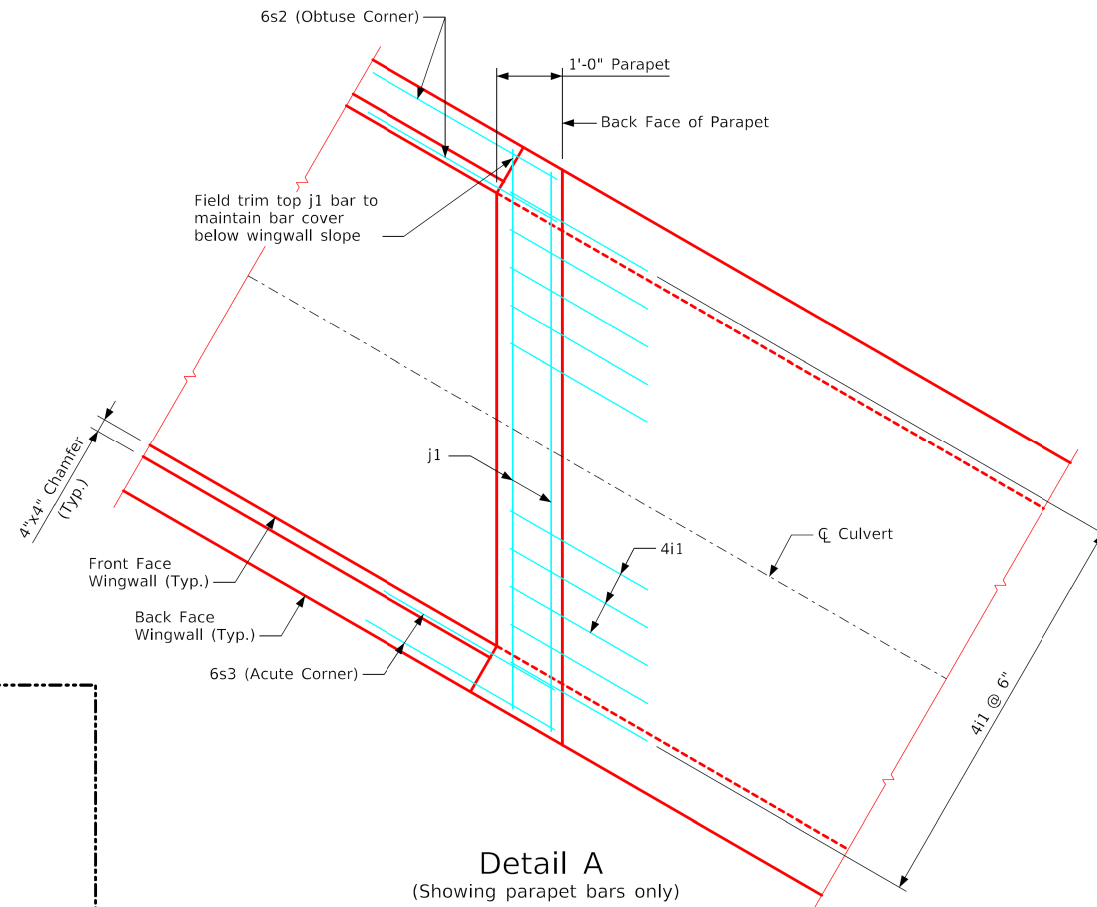 6s2 (Obtuse Corner)
1'-0" Parapet
Back Face of Parapet
Field trim top j1 bar to
maintain bar cover
below wingwall slope
4"x4" Chamfer
(Typ.)
j1
4i1
℄ Culvert
Front Face
Wingwall (Typ.)
Back Face
Wingwall (Typ.)
6s3 (Acute Corner)
4i1 @ 6"
Detail A
(Showing parapet bars only)